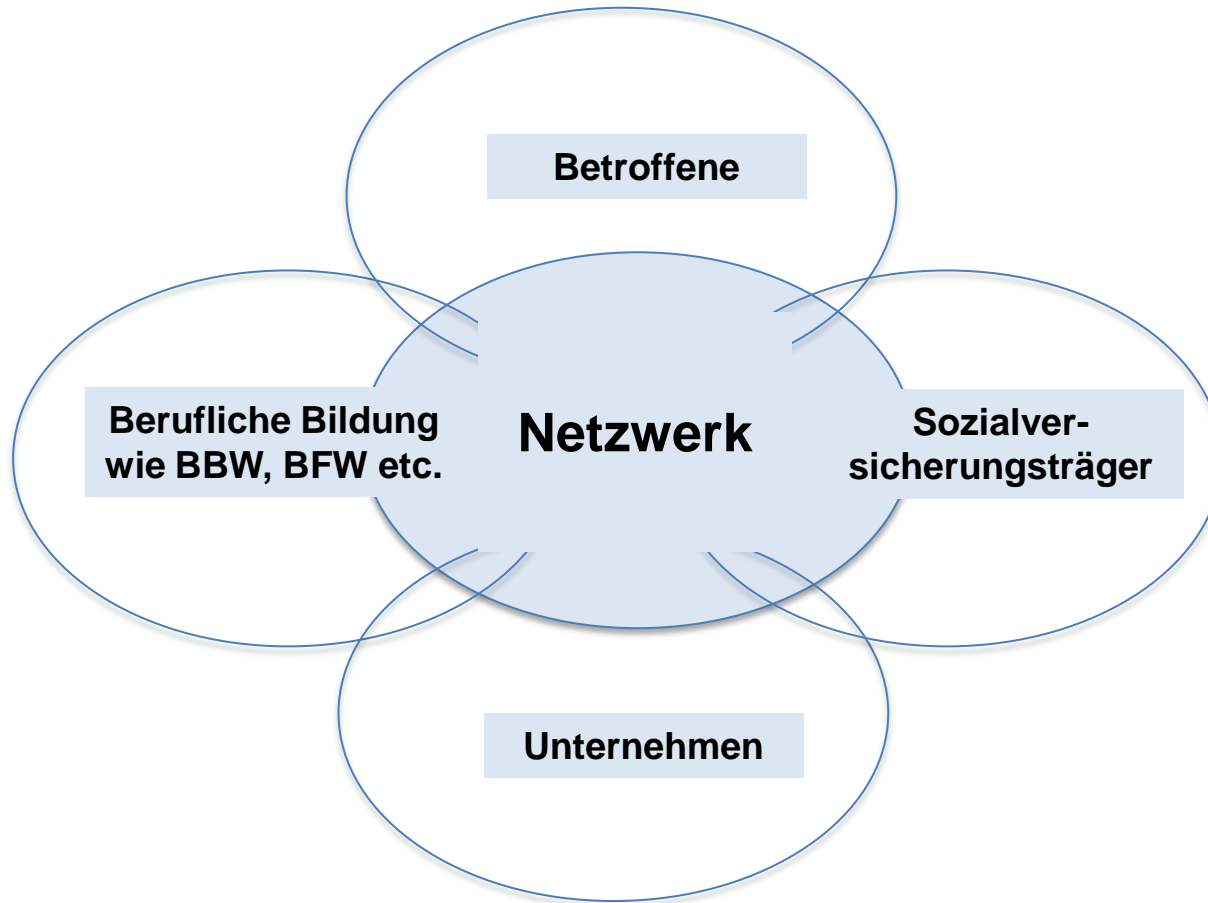 Betroffene
Berufliche Bildung
wie BBW, BFW etc.
Netzwerk
Sozialver-
sicherungsträger
Unternehmen